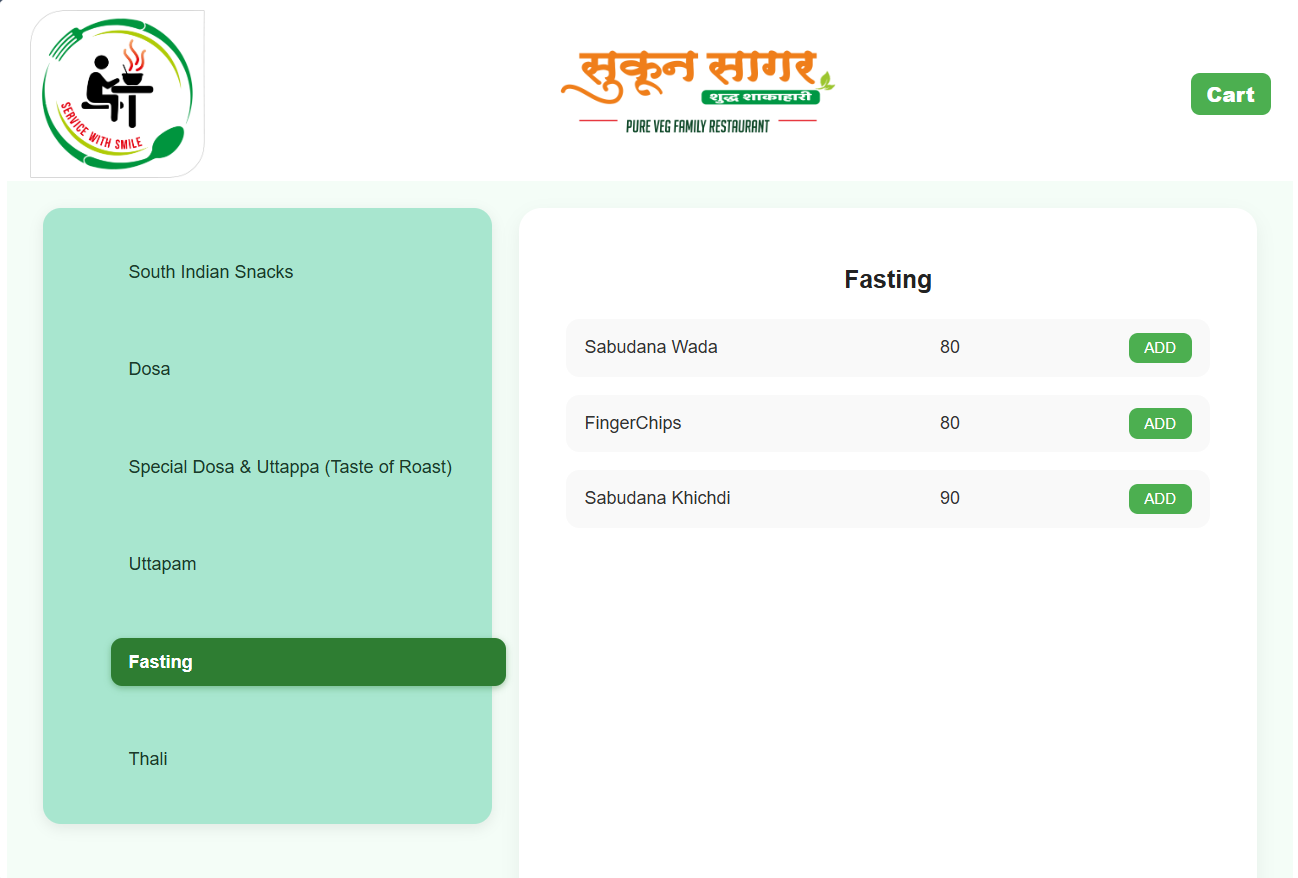 SERVICE WITH SMILE
सुकून सागर
शुद्ध शाकाहारी
PURE VEG FAMILY RESTAURANT
Cart
South Indian Snacks
Dosa
Special Dosa & Uttappa (Taste of Roast)
Uttapam
Fasting
Thali
Fasting
Sabudana Wada 80 ADD
FingerChips 80 ADD
Sabudana Khichdi 90 ADD